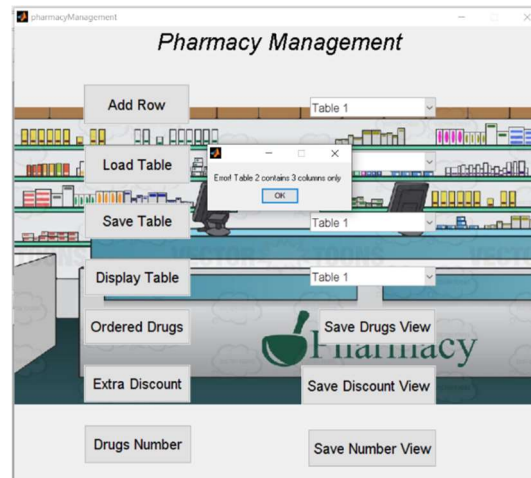 pharmacyManagement
Pharmacy Management
Add Row
Table 1
Load Table
Error! Table 2 contains 3 columns only
OK
Save Table
Table 1
Display Table
Table 1
Ordered Drugs
Save Drugs View
Pharmacy
Extra Discount
Save Discount View
Drugs Number
Save Number View